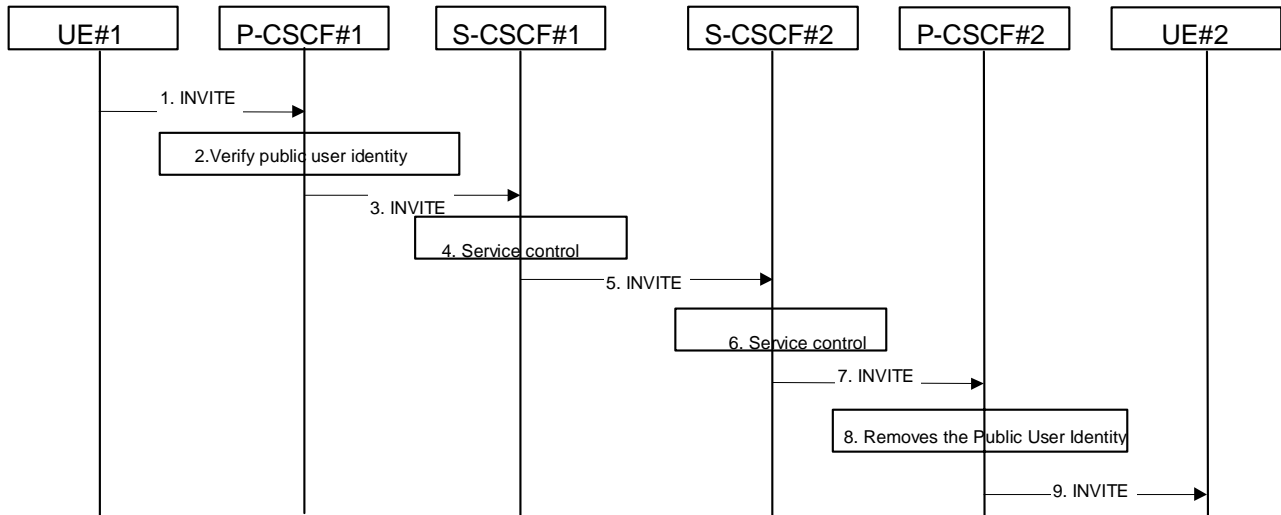 UE#1
P-CSCF#1
S-CSCF#1
S-CSCF#2
P-CSCF#2
UE#2
1. INVITE
2.Verify public user identity
3. INVITE
4. Service control
5. INVITE
6. Service control
7. INVITE
8. Removes the Public User Identity
9. INVITE